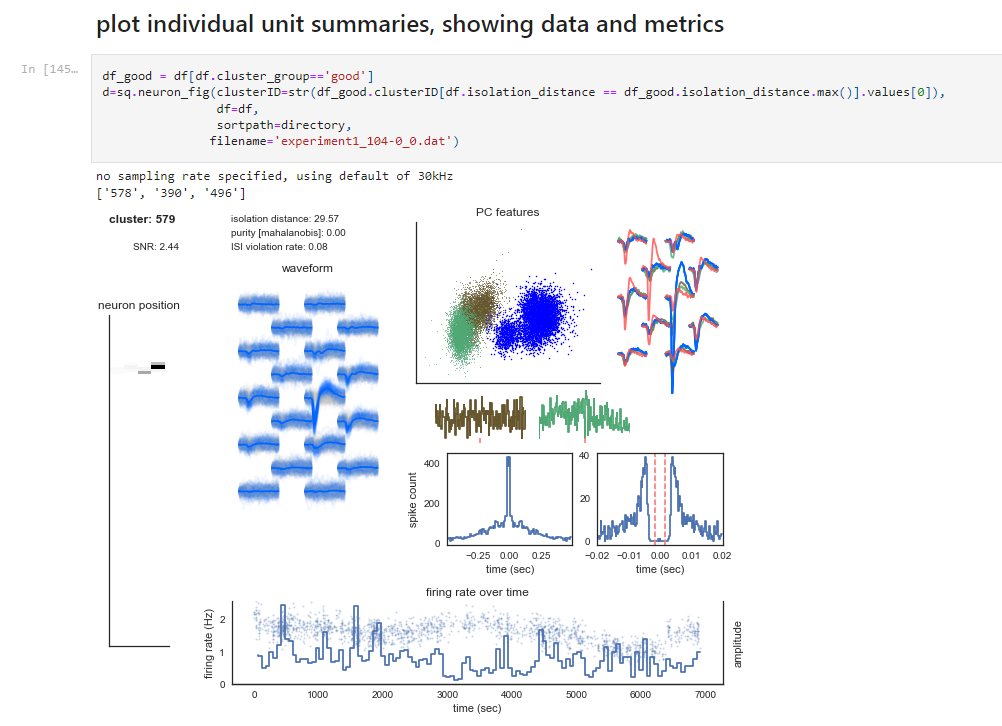 plot individual unit summaries, showing data and metrics
In [145…
df_good = df[df.cluster_group=='good']
d=sq.neuron_fig(clusterID=str(df_good.clusterID[df.isolation_distance == df_good.isolation_distance.max()].values[0]),
df=df,
sortpath=directory,
filename='experiment1_104-0_0.dat')
no sampling rate specified, using default of 30kHz
['578', '390', '496']
cluster: 579
isolation distance: 29.57
purity [mahalanobis]: 0.00
SNR: 2.44
ISI violation rate: 0.08
PC features
waveform
neuron position
400
200
0
spike count
−0.25 0.00 0.25
time (sec)
40
20
0
−0.02 −0.01 0.00 0.01 0.02
time (sec)
firing rate over time
2
1
0
firing rate (Hz)
amplitude
0 1000 2000 3000 4000 5000 6000 7000
time (sec)